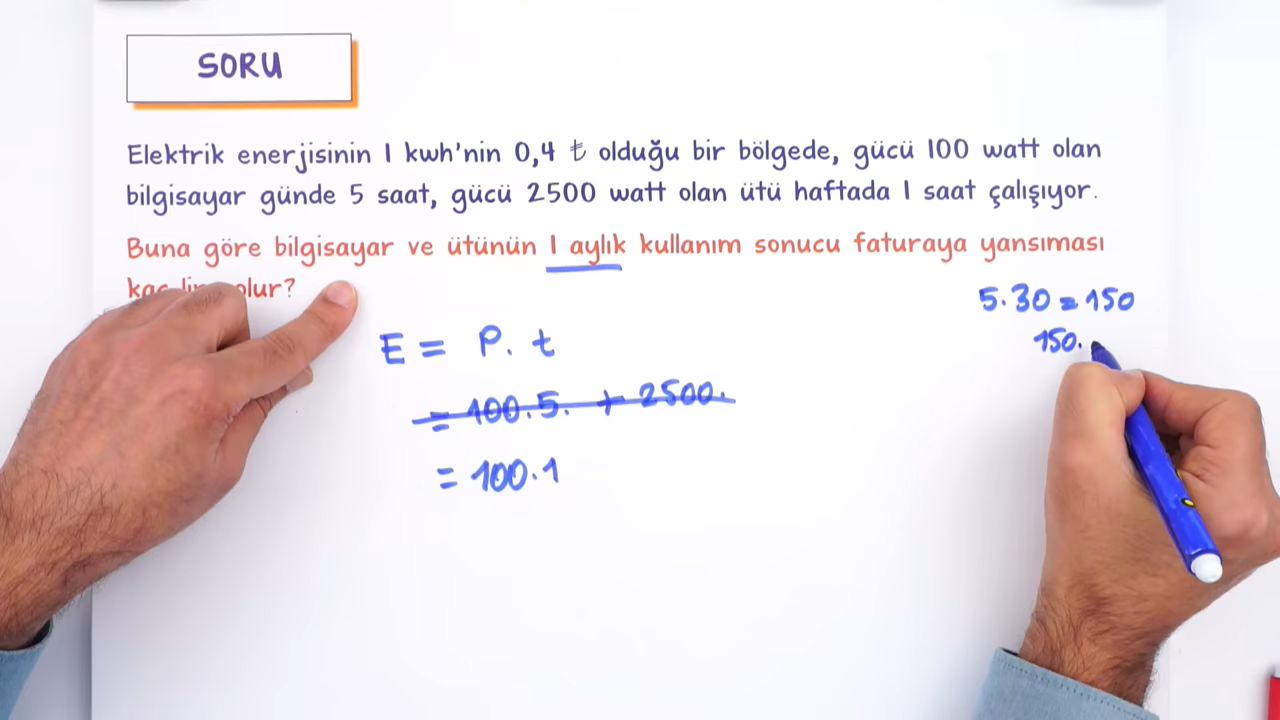 SORU
Elektrik enerjisinin 1 kwh'nin 0,4 ₺ olduğu bir bölgede, gücü 100 watt olan
bilgisayar günde 5 saat, gücü 2500 watt olan ütü haftada 1 saat çalışıyor.
Buna göre bilgisayar ve ütünün 1 aylık kullanım sonucu faturaya yansıması
olur?
5.30 = 150
150.
E = P. t
= 100.5. + 2500.
= 100.1